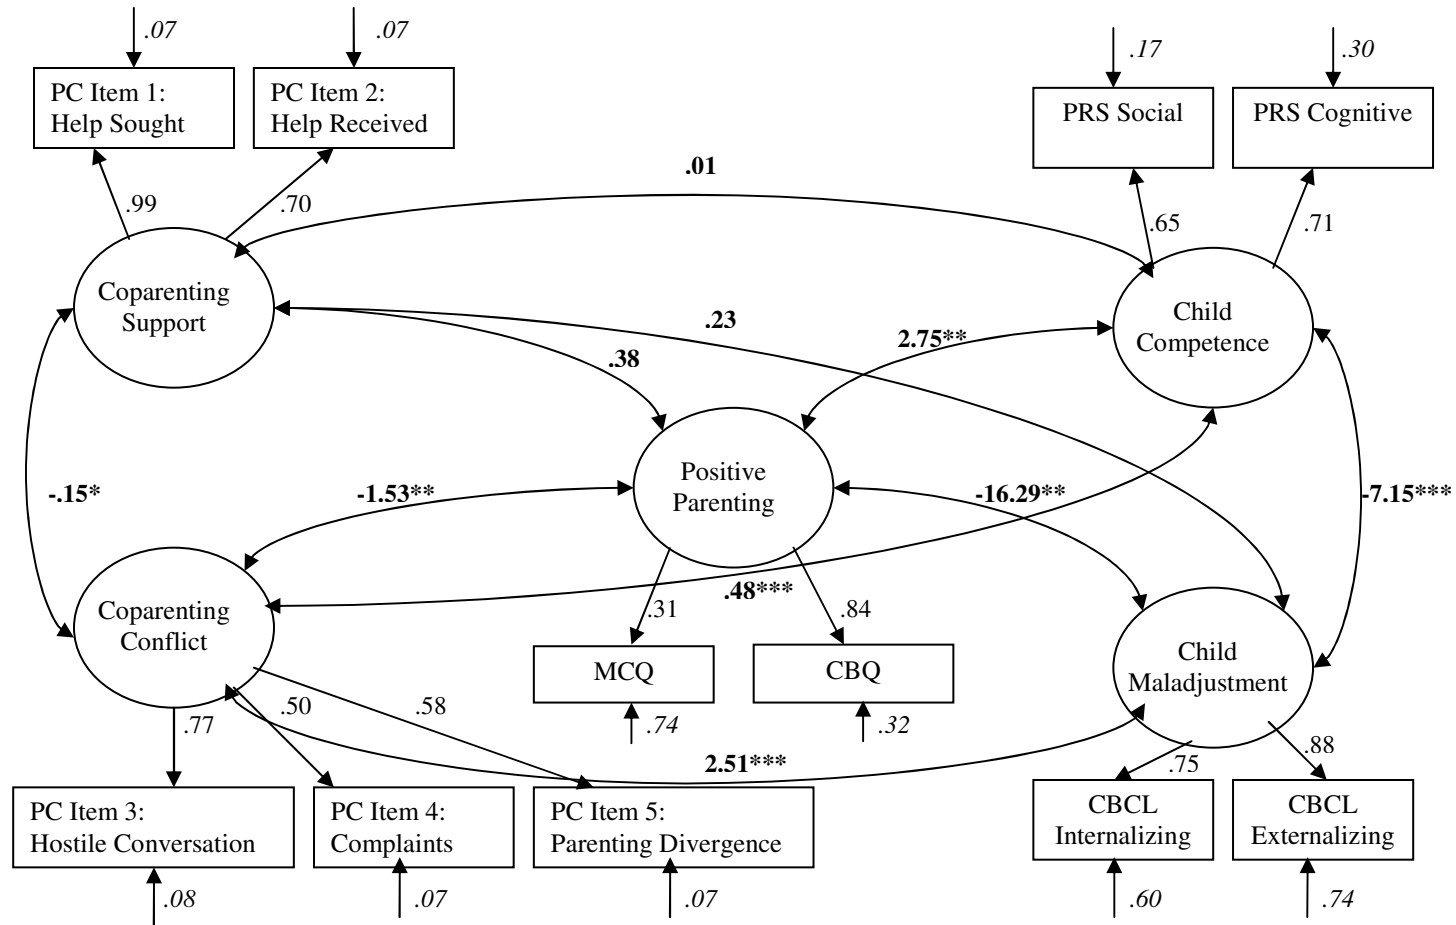 .07
.07
.17
.30
PC Item 1:
Help Sought
PC Item 2:
Help Received
PRS Social
PRS Cognitive
.01
.99
.70
.65
.71
Coparenting
Support
Child
Competence
.23
2.75**
.38
Positive
Parenting
-.15*
-1.53**
-16.29**
-7.15***
Coparenting
Conflict
.48***
.31
.84
Child
Maladjustment
MCQ
CBQ
.77
.50
.58
.74
.32
2.51***
.75
.88
PC Item 3:
Hostile Conversation
PC Item 4:
Complaints
PC Item 5:
Parenting Divergence
CBCL
Internalizing
CBCL
Externalizing
.08
.07
.07
.60
.74